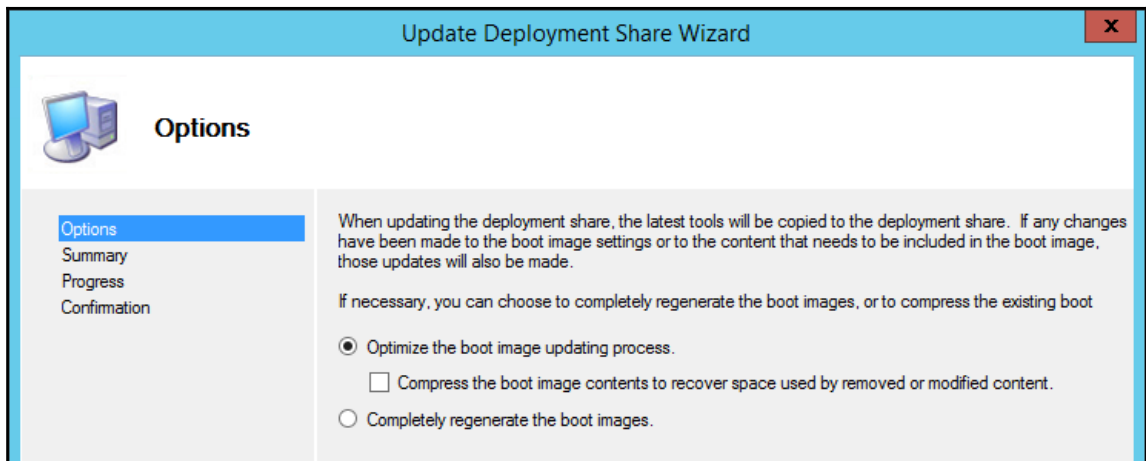 Update Deployment Share Wizard
x
Options
Options
Summary
Progress
Confirmation
When updating the deployment share, the latest tools will be copied to the deployment share. If any changes
have been made to the boot image settings or to the content that needs to be included in the boot image,
those updates will also be made.
If necessary, you can choose to completely regenerate the boot images, or to compress the existing boot
Optimize the boot image updating process.
Compress the boot image contents to recover space used by removed or modified content.
Completely regenerate the boot images.